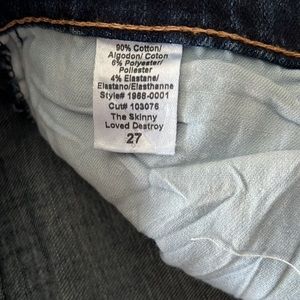 90% Cotton/
Algodon/ Coton
6% Polyester/
Poliester
4% Elastane/
Elastano/Elasthanne
Style# 1968-0001
Cut# 103076
The Skinny
Loved Destroy
27